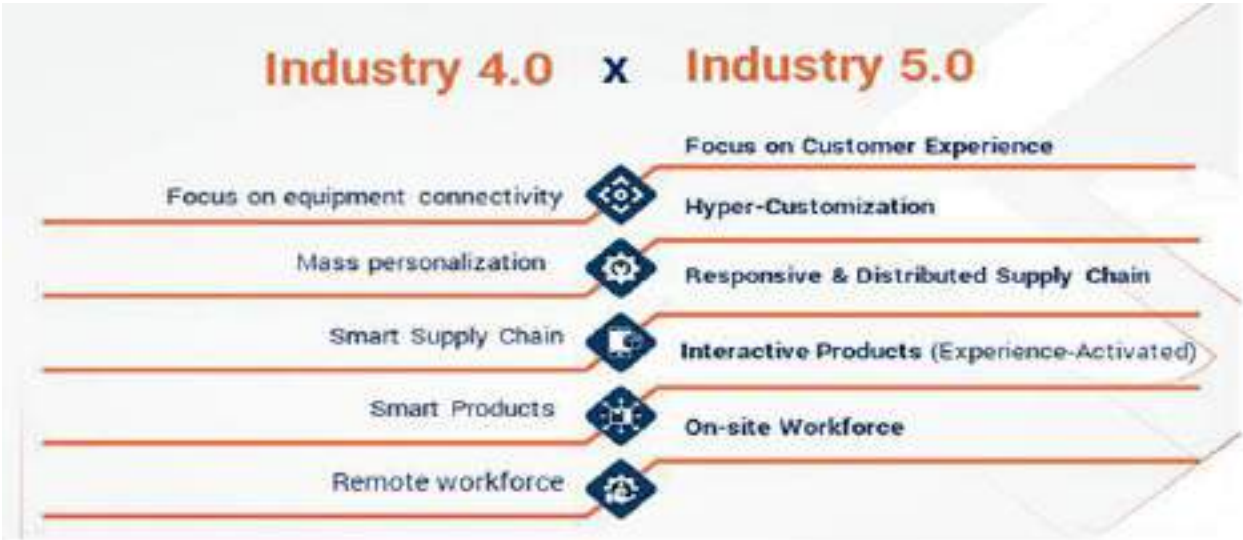 Industry 4.0 x Industry 5.0
Focus on Customer Experience
Focus on equipment connectivity
Hyper-Customization
Mass personalization
Responsive & Distributed Supply Chain
Smart Supply Chain
Interactive Products (Experience-Activated)
Smart Products
On-site Workforce
Remote workforce